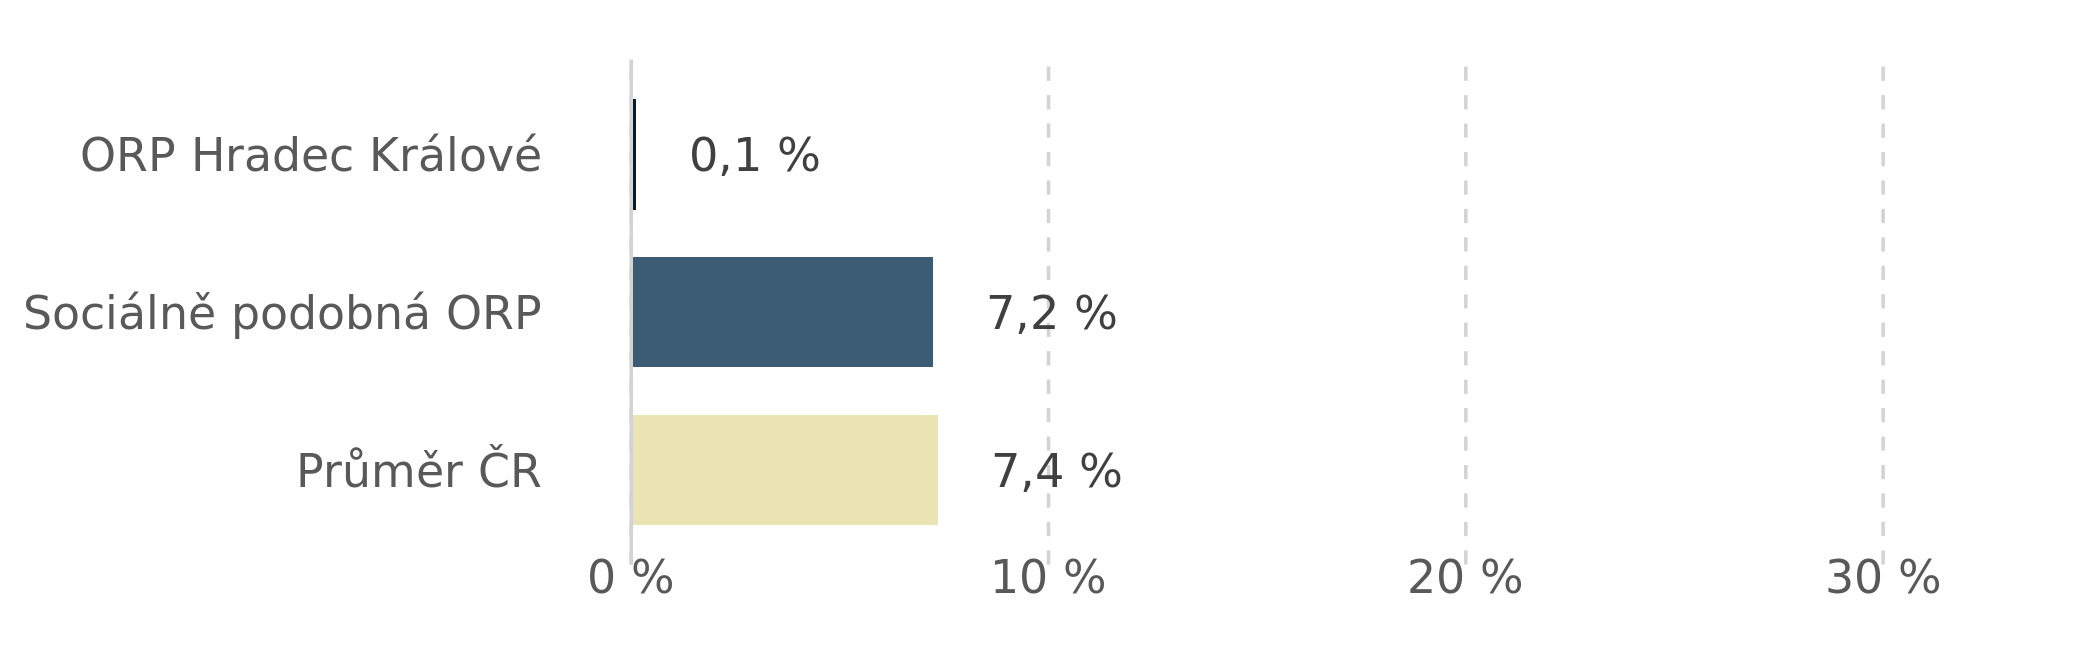 ORP Hradec Králové 0,1 %
Sociálně podobná ORP 7,2 %
Průměr ČR 7,4 %
0 % 10 % 20 % 30 %